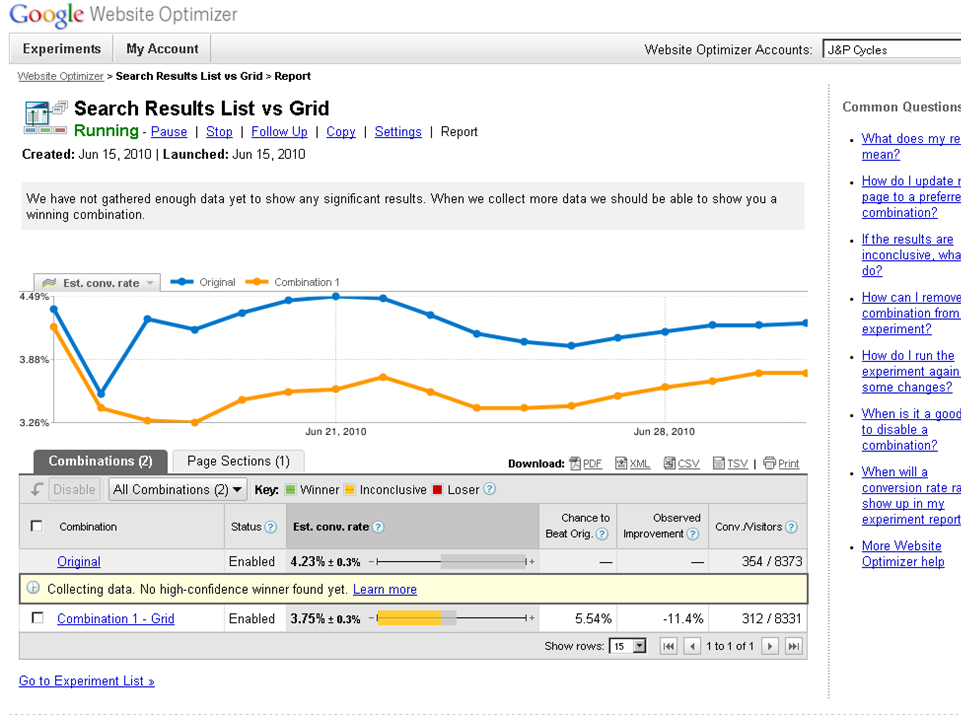 Google Website Optimizer
Experiments My Account Website Optimizer Accounts: J&P Cycles
Website Optimizer > Search Results List vs Grid > Report
Search Results List vs Grid
Running - Pause | Stop | Follow Up | Copy | Settings | Report
Created: Jun 15, 2010 | Launched: Jun 15, 2010
We have not gathered enough data yet to show any significant results. When we collect more data we should be able to show you a
winning combination.
Est. conv. rate Original Combination 1
4.49%
3.88%
3.26%
Jun 21, 2010 Jun 28, 2010
Combinations (2) Page Sections (1) Download: PDF XML CSV TSV | Print
Disable All Combinations (2) Key: Winner Inconclusive Loser ?
Combination Status ? Est. conv. rate ? Chance to Beat Orig. ? Observed Improvement ? Conv./Visitors ?
Original Enabled 4.23% ± 0.3% - + — — 354 / 8373
Collecting data. No high-confidence winner found yet. Learn more
Combination 1 - Grid Enabled 3.75% ± 0.3% - + 5.54% -11.4% 312 / 8331
Show rows: 15 1 to 1 of 1
Go to Experiment List »
Common Questions
What does my re
mean?
How do I update
page to a preferre
combination?
If the results are
inconclusive, wha
do?
How can I remove
combination from
experiment?
How do I run the
experiment again
some changes?
When is it a good
to disable a
combination?
When will a
conversion rate ra
show up in my
experiment report
More Website
Optimizer help